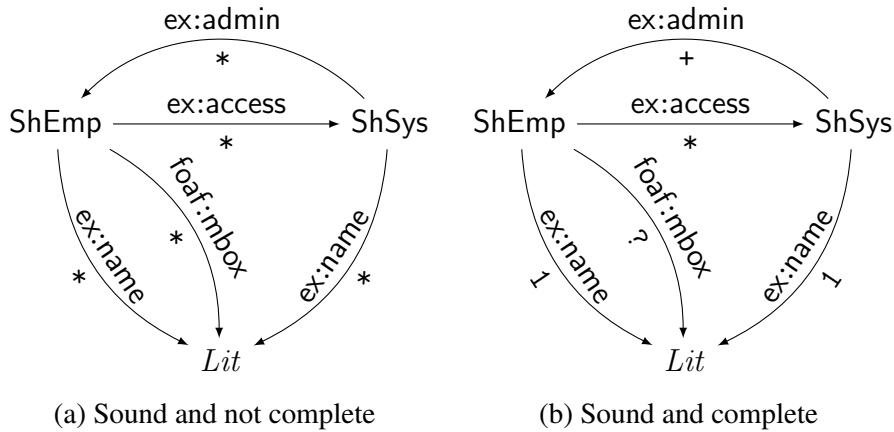 ex:admin
*
ShEmp
ex:access
*
ShSys
ex:name
*
foaf:mbox
*
ex:name
*
Lit
(a) Sound and not complete
ex:admin
+
ShEmp
ex:access
*
ShSys
ex:name
1
foaf:mbox
?
ex:name
1
Lit
(b) Sound and complete